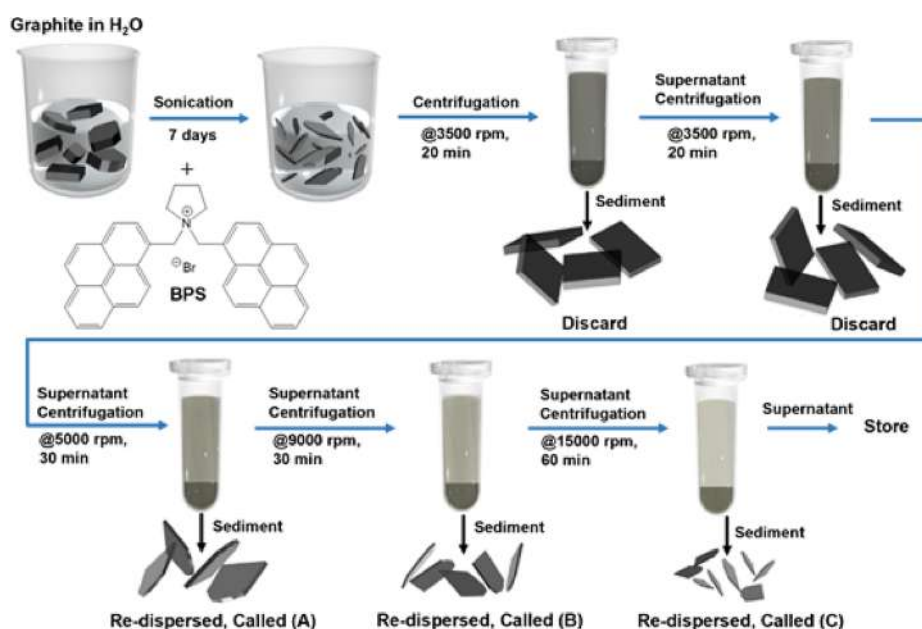 Graphite in H₂O
Sonication
7 days
+
N
⊕
⊖Br
BPS
Centrifugation
@3500 rpm,
20 min
Sediment
Discard
Supernatant
Centrifugation
@3500 rpm,
20 min
Sediment
Discard
Supernatant
Centrifugation
@5000 rpm,
30 min
Sediment
Re-dispersed, Called (A)
Supernatant
Centrifugation
@9000 rpm,
30 min
Sediment
Re-dispersed, Called (B)
Supernatant
Centrifugation
@15000 rpm,
60 min
Sediment
Re-dispersed, Called (C)
Supernatant
Store